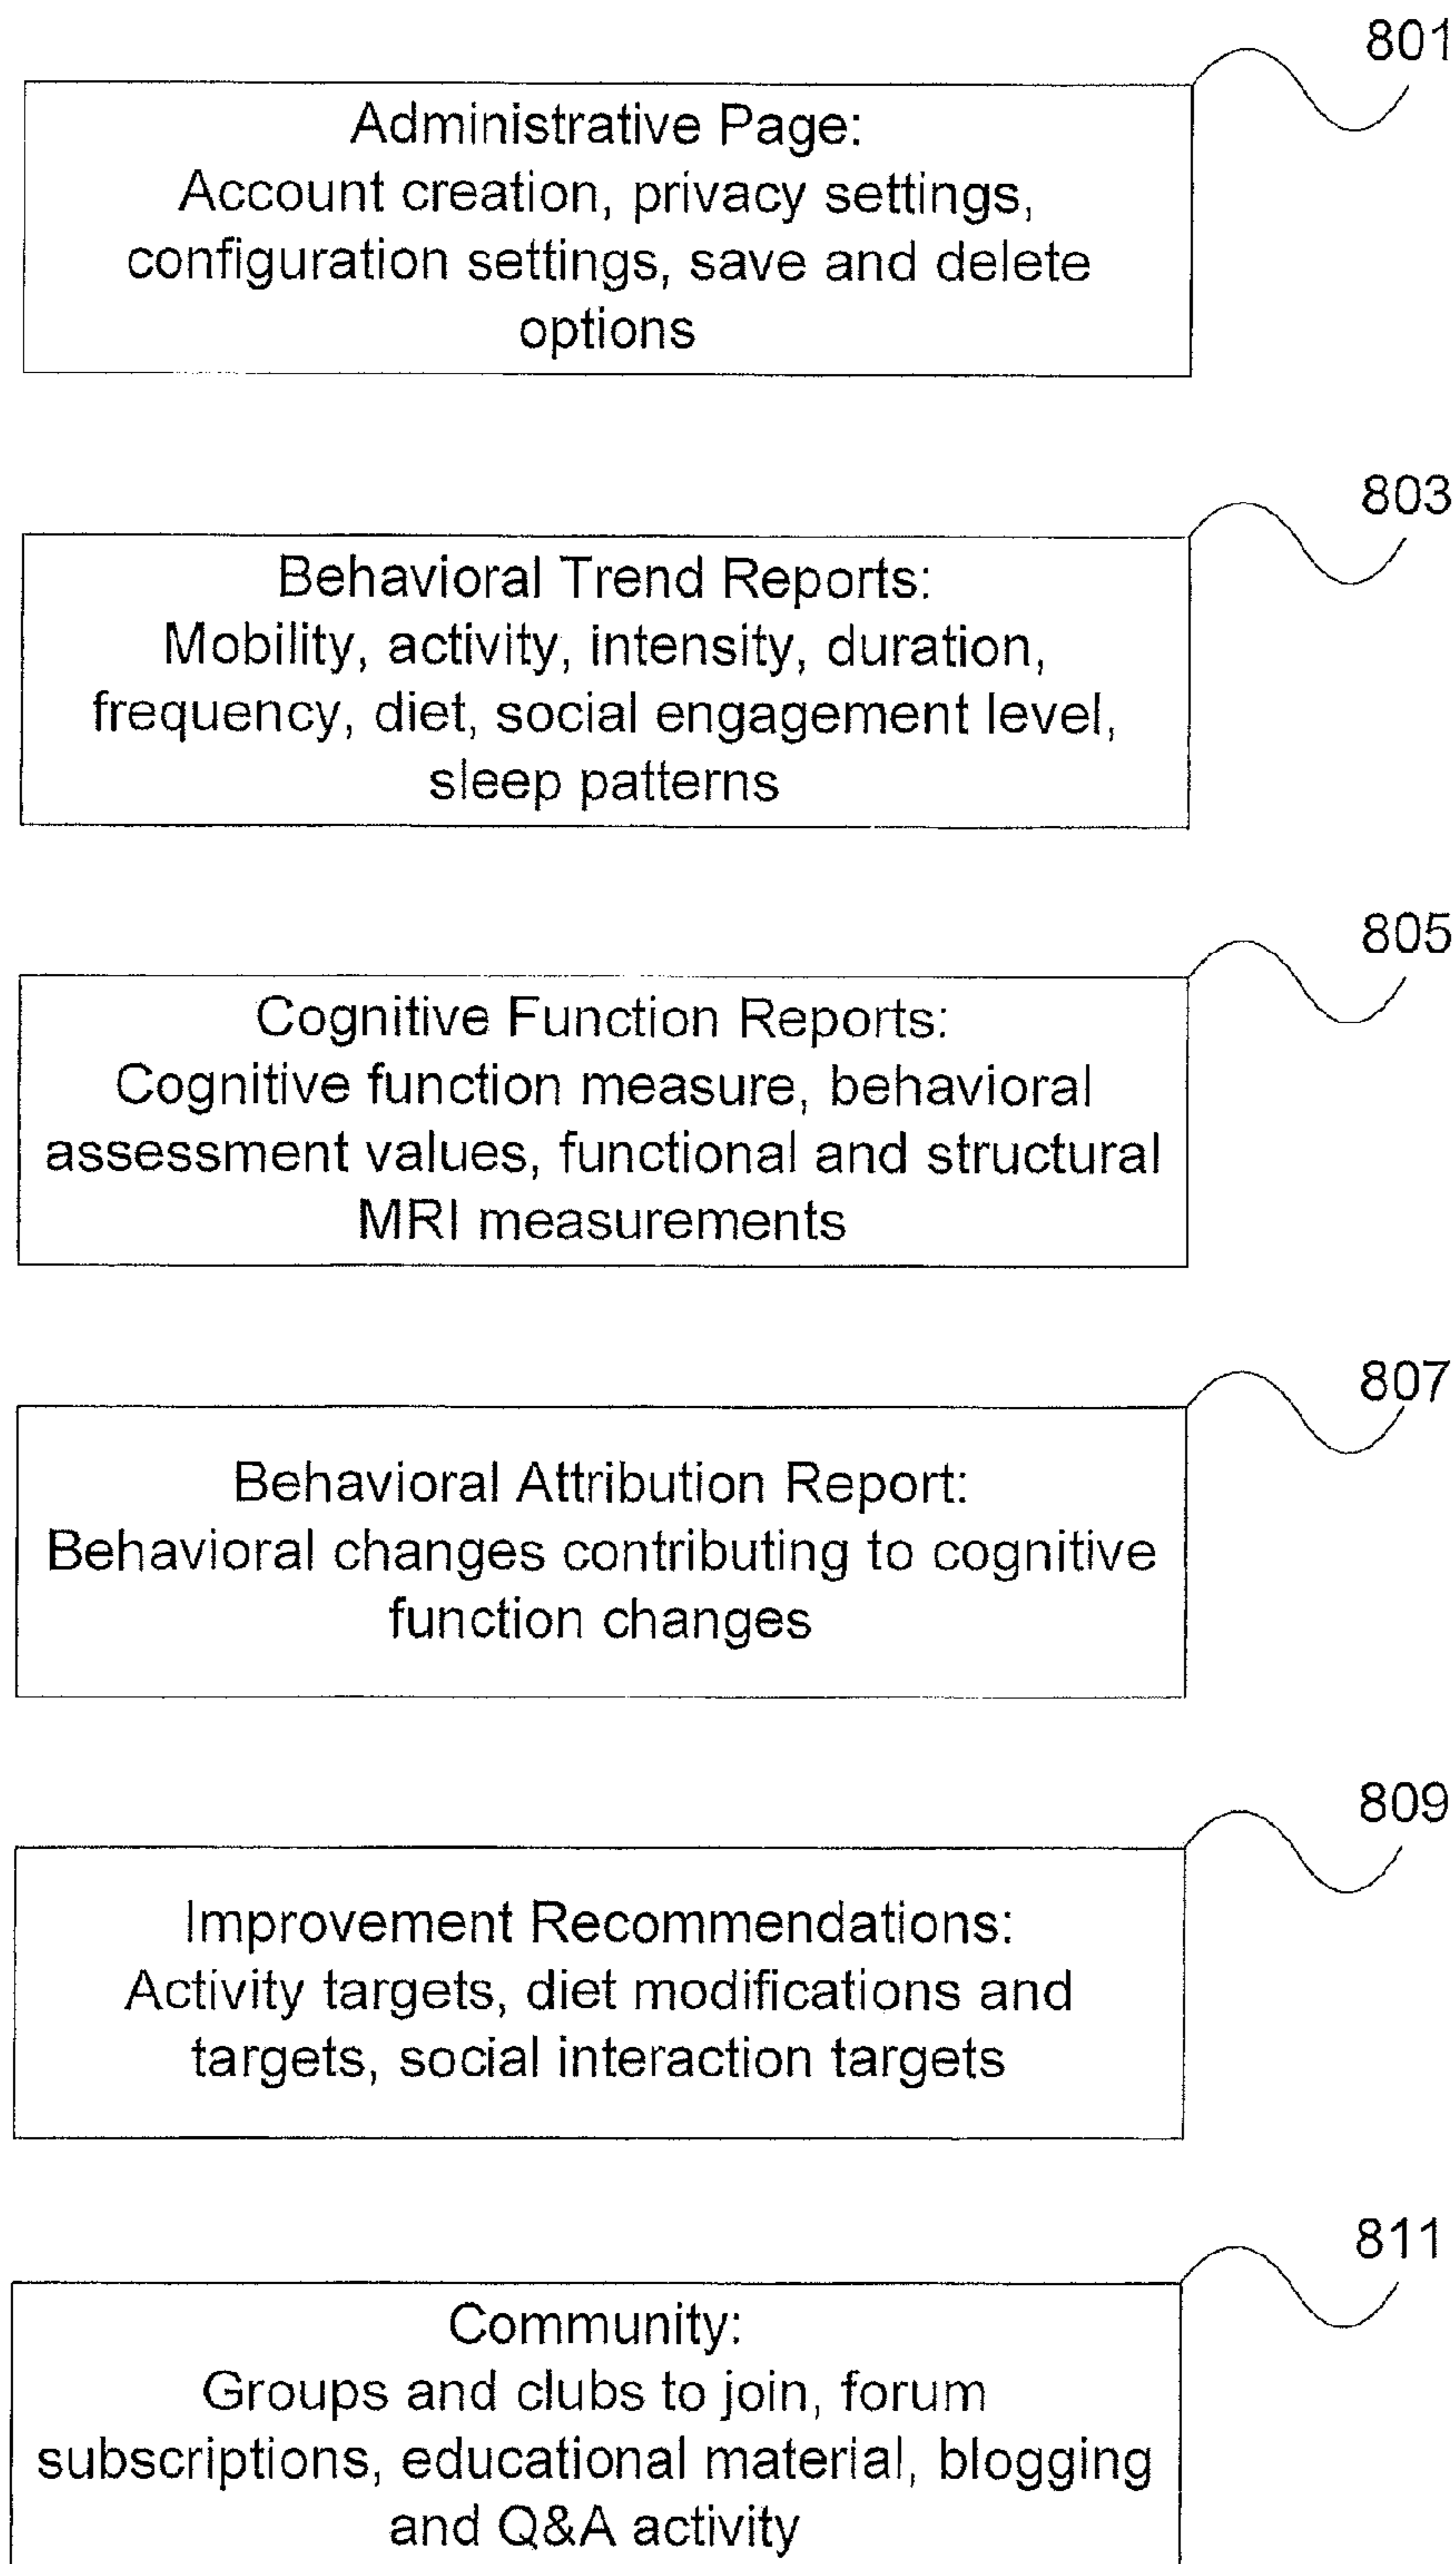 801
Administrative Page:
Account creation, privacy settings,
configuration settings, save and delete
options
803
Behavioral Trend Reports:
Mobility, activity, intensity, duration,
frequency, diet, social engagement level,
sleep patterns
805
Cognitive Function Reports:
Cognitive function measure, behavioral
assessment values, functional and structural
MRI measurements
807
Behavioral Attribution Report:
Behavioral changes contributing to cognitive
function changes
809
Improvement Recommendations:
Activity targets, diet modifications and
targets, social interaction targets
811
Community:
Groups and clubs to join, forum
subscriptions, educational material, blogging
and Q&A activity